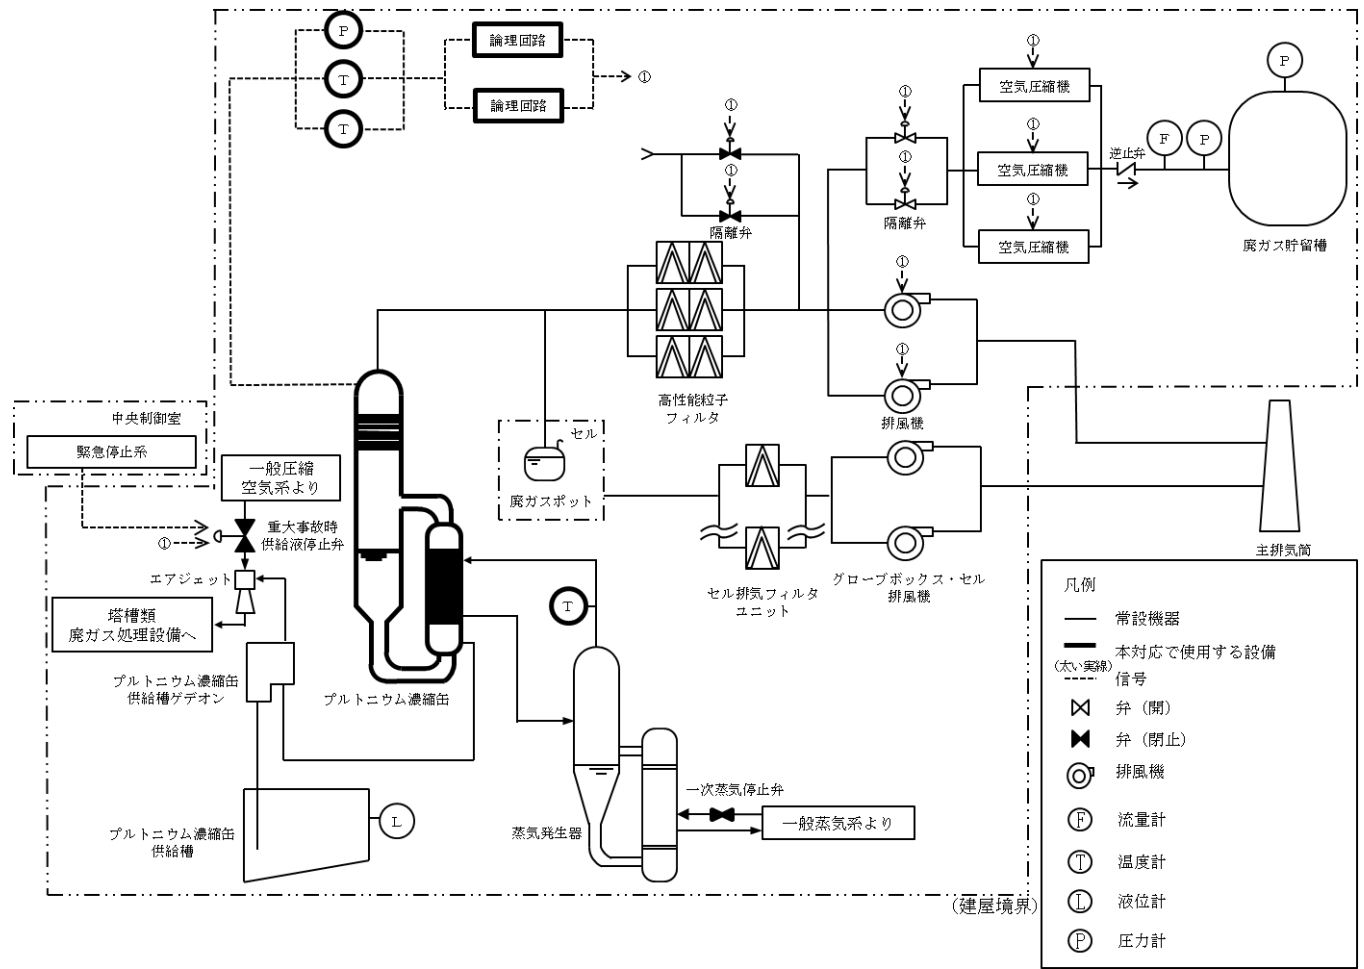 P
T
T
論理回路
論理回路
①
①
①
隔離弁
①
①
隔離弁
①
空気圧縮機
①
空気圧縮機
①
空気圧縮機
逆止弁
F
P
P
廃ガス貯留槽
高性能粒子
フィルタ
①
①
排風機
セル
廃ガスポット
セル排気フィルタ
ユニット
グローブボックス・セル
排風機
主排気筒
中央制御室
緊急停止系
一般圧縮
空気系より
重大事故時
供給液停止弁
①
エアジェット
塔槽類
廃ガス処理設備へ
プルトニウム濃縮缶
供給槽ゲデオン
プルトニウム濃縮缶
T
プルトニウム濃縮缶
供給槽
L
蒸気発生器
一次蒸気停止弁
一般蒸気系より
(建屋境界)
凡例
常設機器
本対応で使用する設備
(太い実線)
信号
弁（開）
弁（閉止）
排風機
F
流量計
T
温度計
L
液位計
P
圧力計